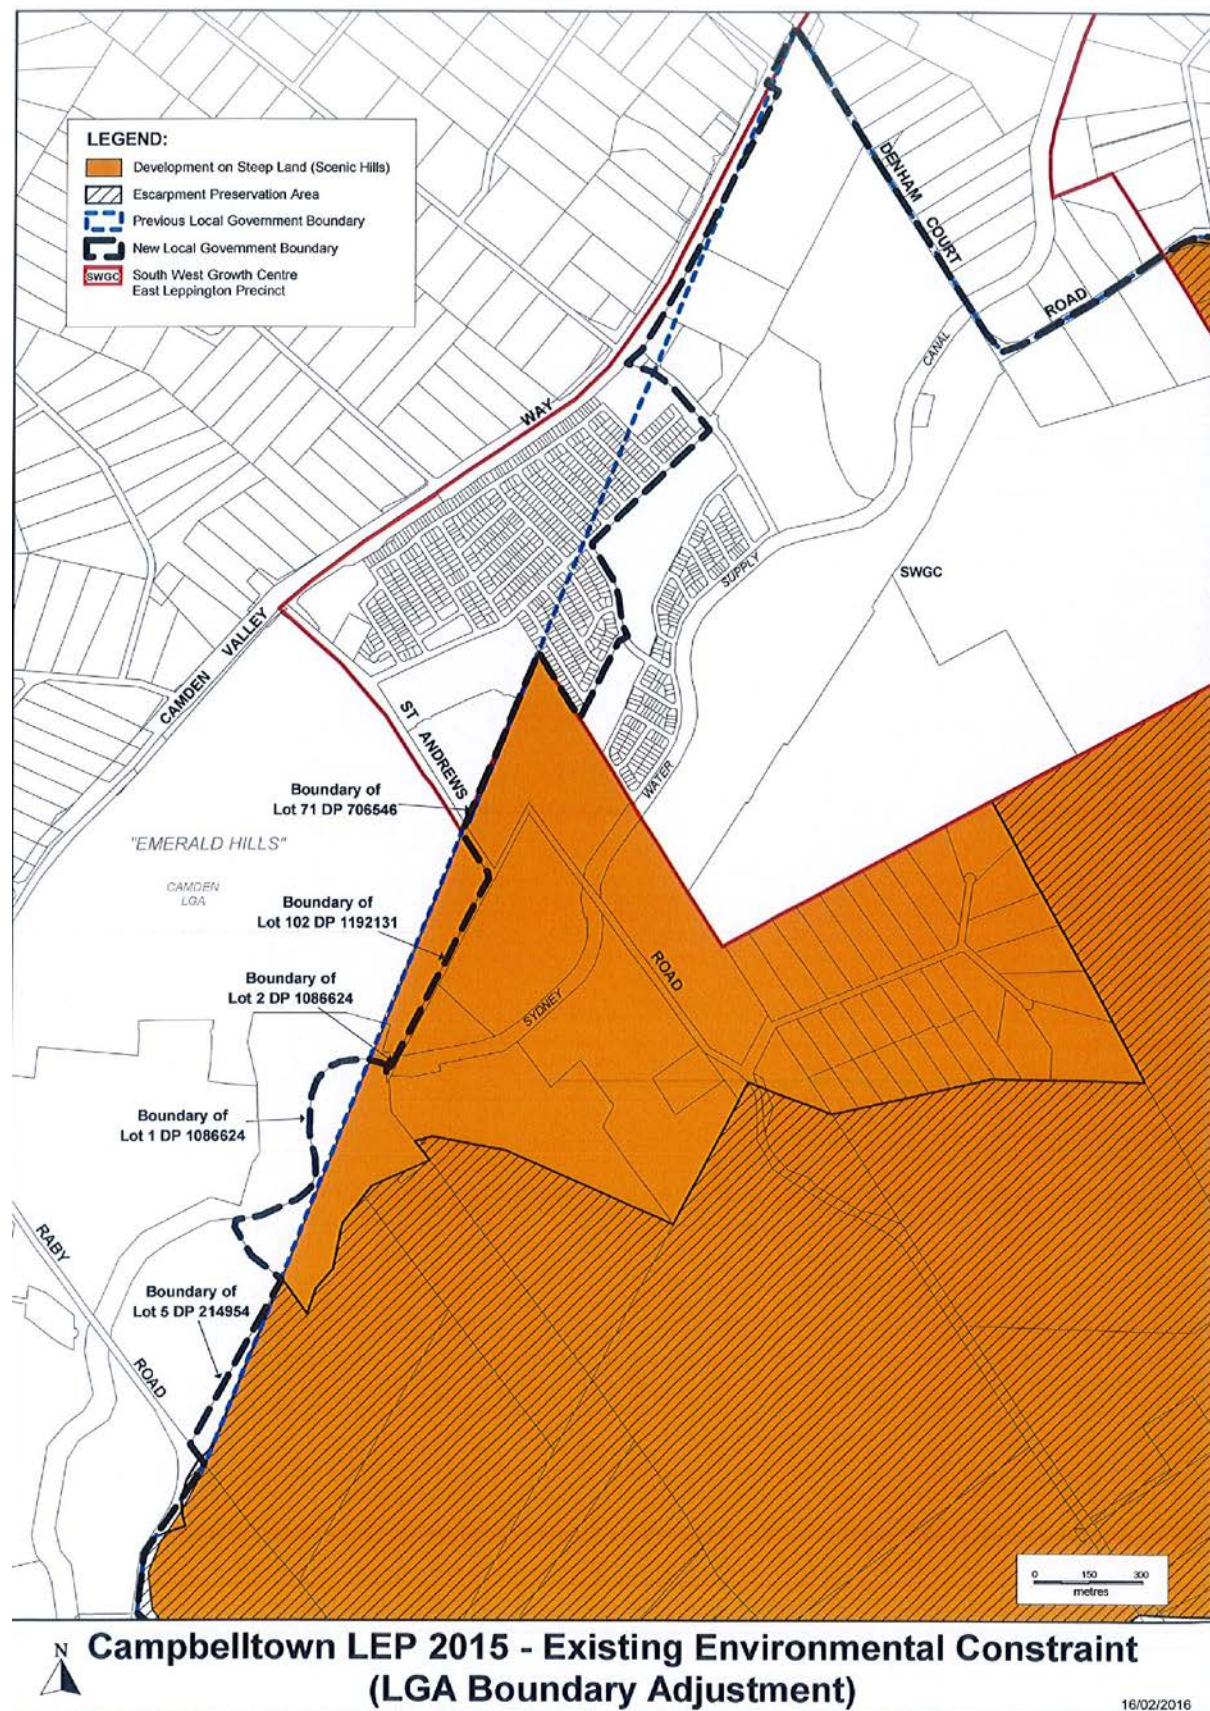 LEGEND:
Development on Steep Land (Scenic Hills)
Escarpment Preservation Area
Previous Local Government Boundary
New Local Government Boundary
SWGC
South West Growth Centre
East Leppington Precinct
DENHAM
COURT
ROAD
CANAL
WAY
SUPPLY
SWGC
VALLEY
CAMDEN
ST ANDREWS
WATER
Boundary of
Lot 71 DP 706546
"EMERALD HILLS"
CAMDEN
LGA
Boundary of
Lot 102 DP 1192131
ROAD
Boundary of
Lot 2 DP 1086624
SYDNEY
Boundary of
Lot 1 DP 1086624
RABY
Boundary of
Lot 5 DP 214954
ROAD
0 150 300
metres
N
Campbelltown LEP 2015 - Existing Environmental Constraint
(LGA Boundary Adjustment)
16/02/2016